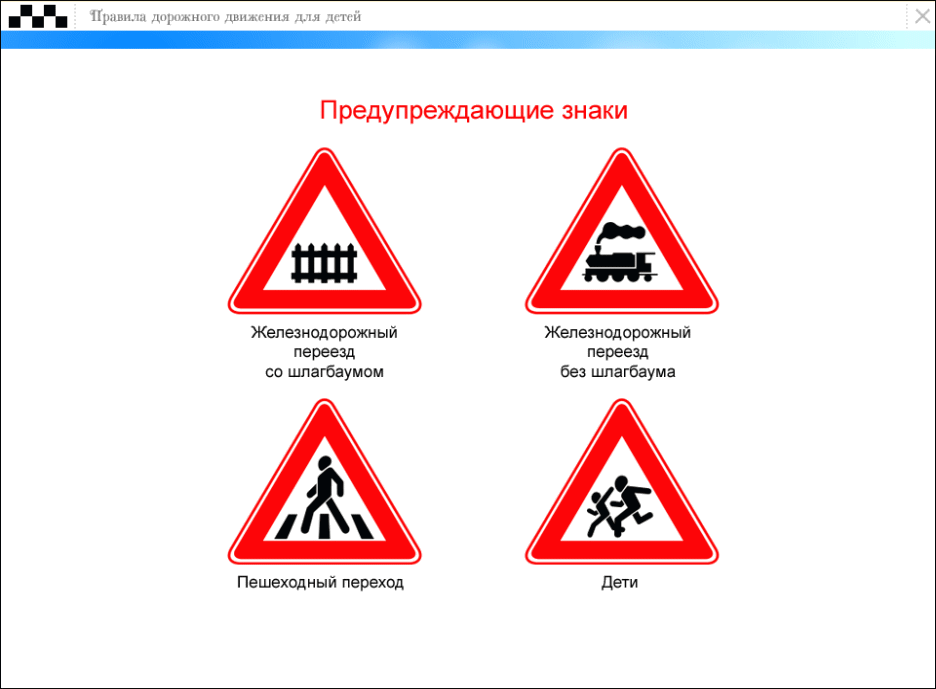 Правила дорожного движения для детей
Предупреждающие знаки
Железнодорожный
переезд
со шлагбаумом
Железнодорожный
переезд
без шлагбаума
Пешеходный переход
Дети